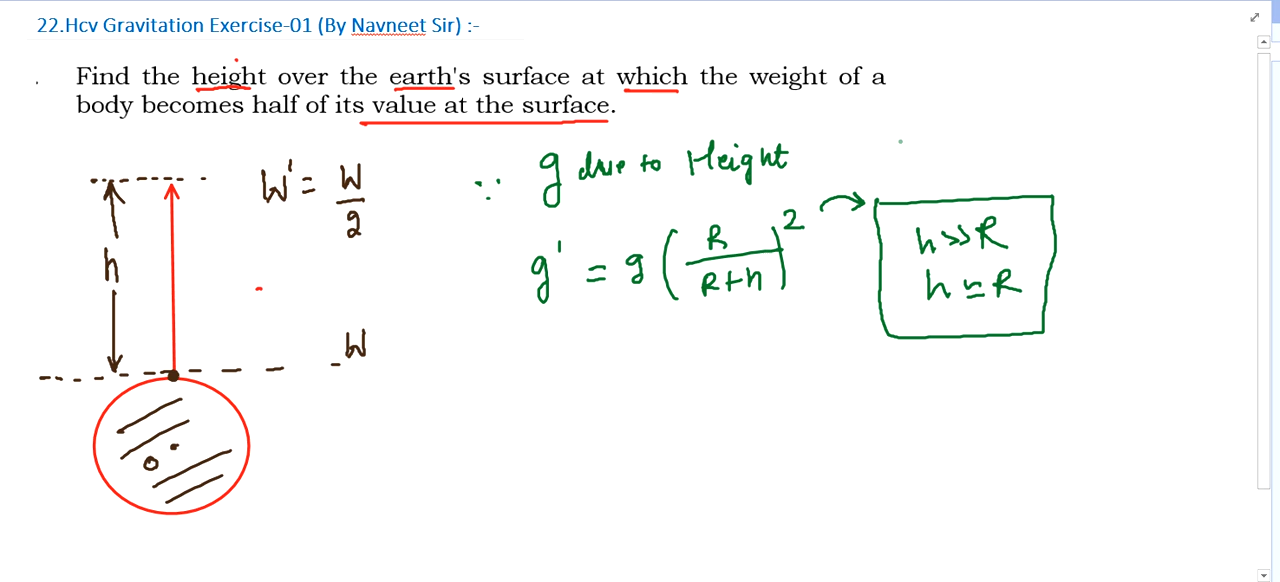 22.Hcv Gravitation Exercise-01 (By Navneet Sir) :-
. Find the height over the earth's surface at which the weight of a
body becomes half of its value at the surface.
W' = W/2
h
W
O
∵ g due to Height
g' = g (R/R+h)²
h >> R
h ≃ R